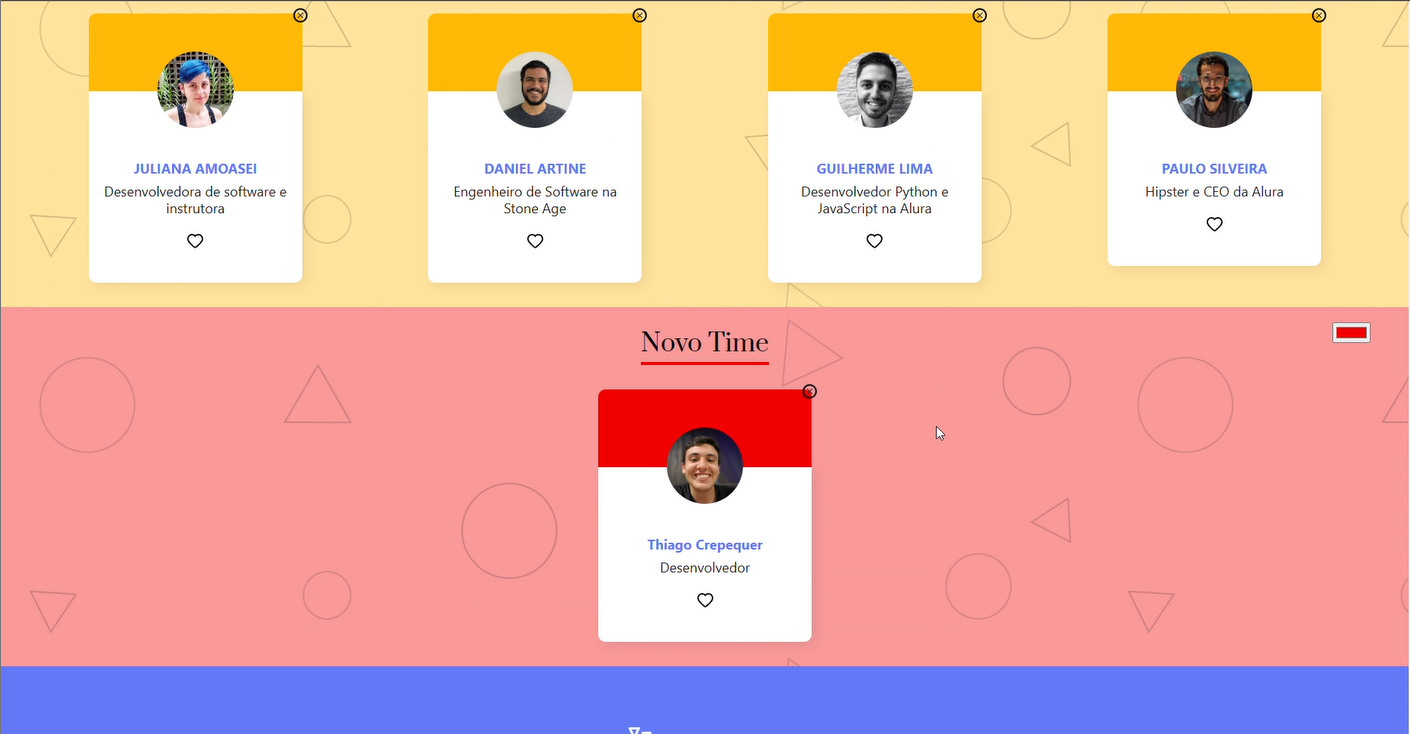 JULIANA AMOASEI
Desenvolvedora de software e
instrutora
DANIEL ARTINE
Engenheiro de Software na
Stone Age
GUILHERME LIMA
Desenvolvedor Python e
JavaScript na Alura
PAULO SILVEIRA
Hipster e CEO da Alura
Novo Time
Thiago Crepequer
Desenvolvedor